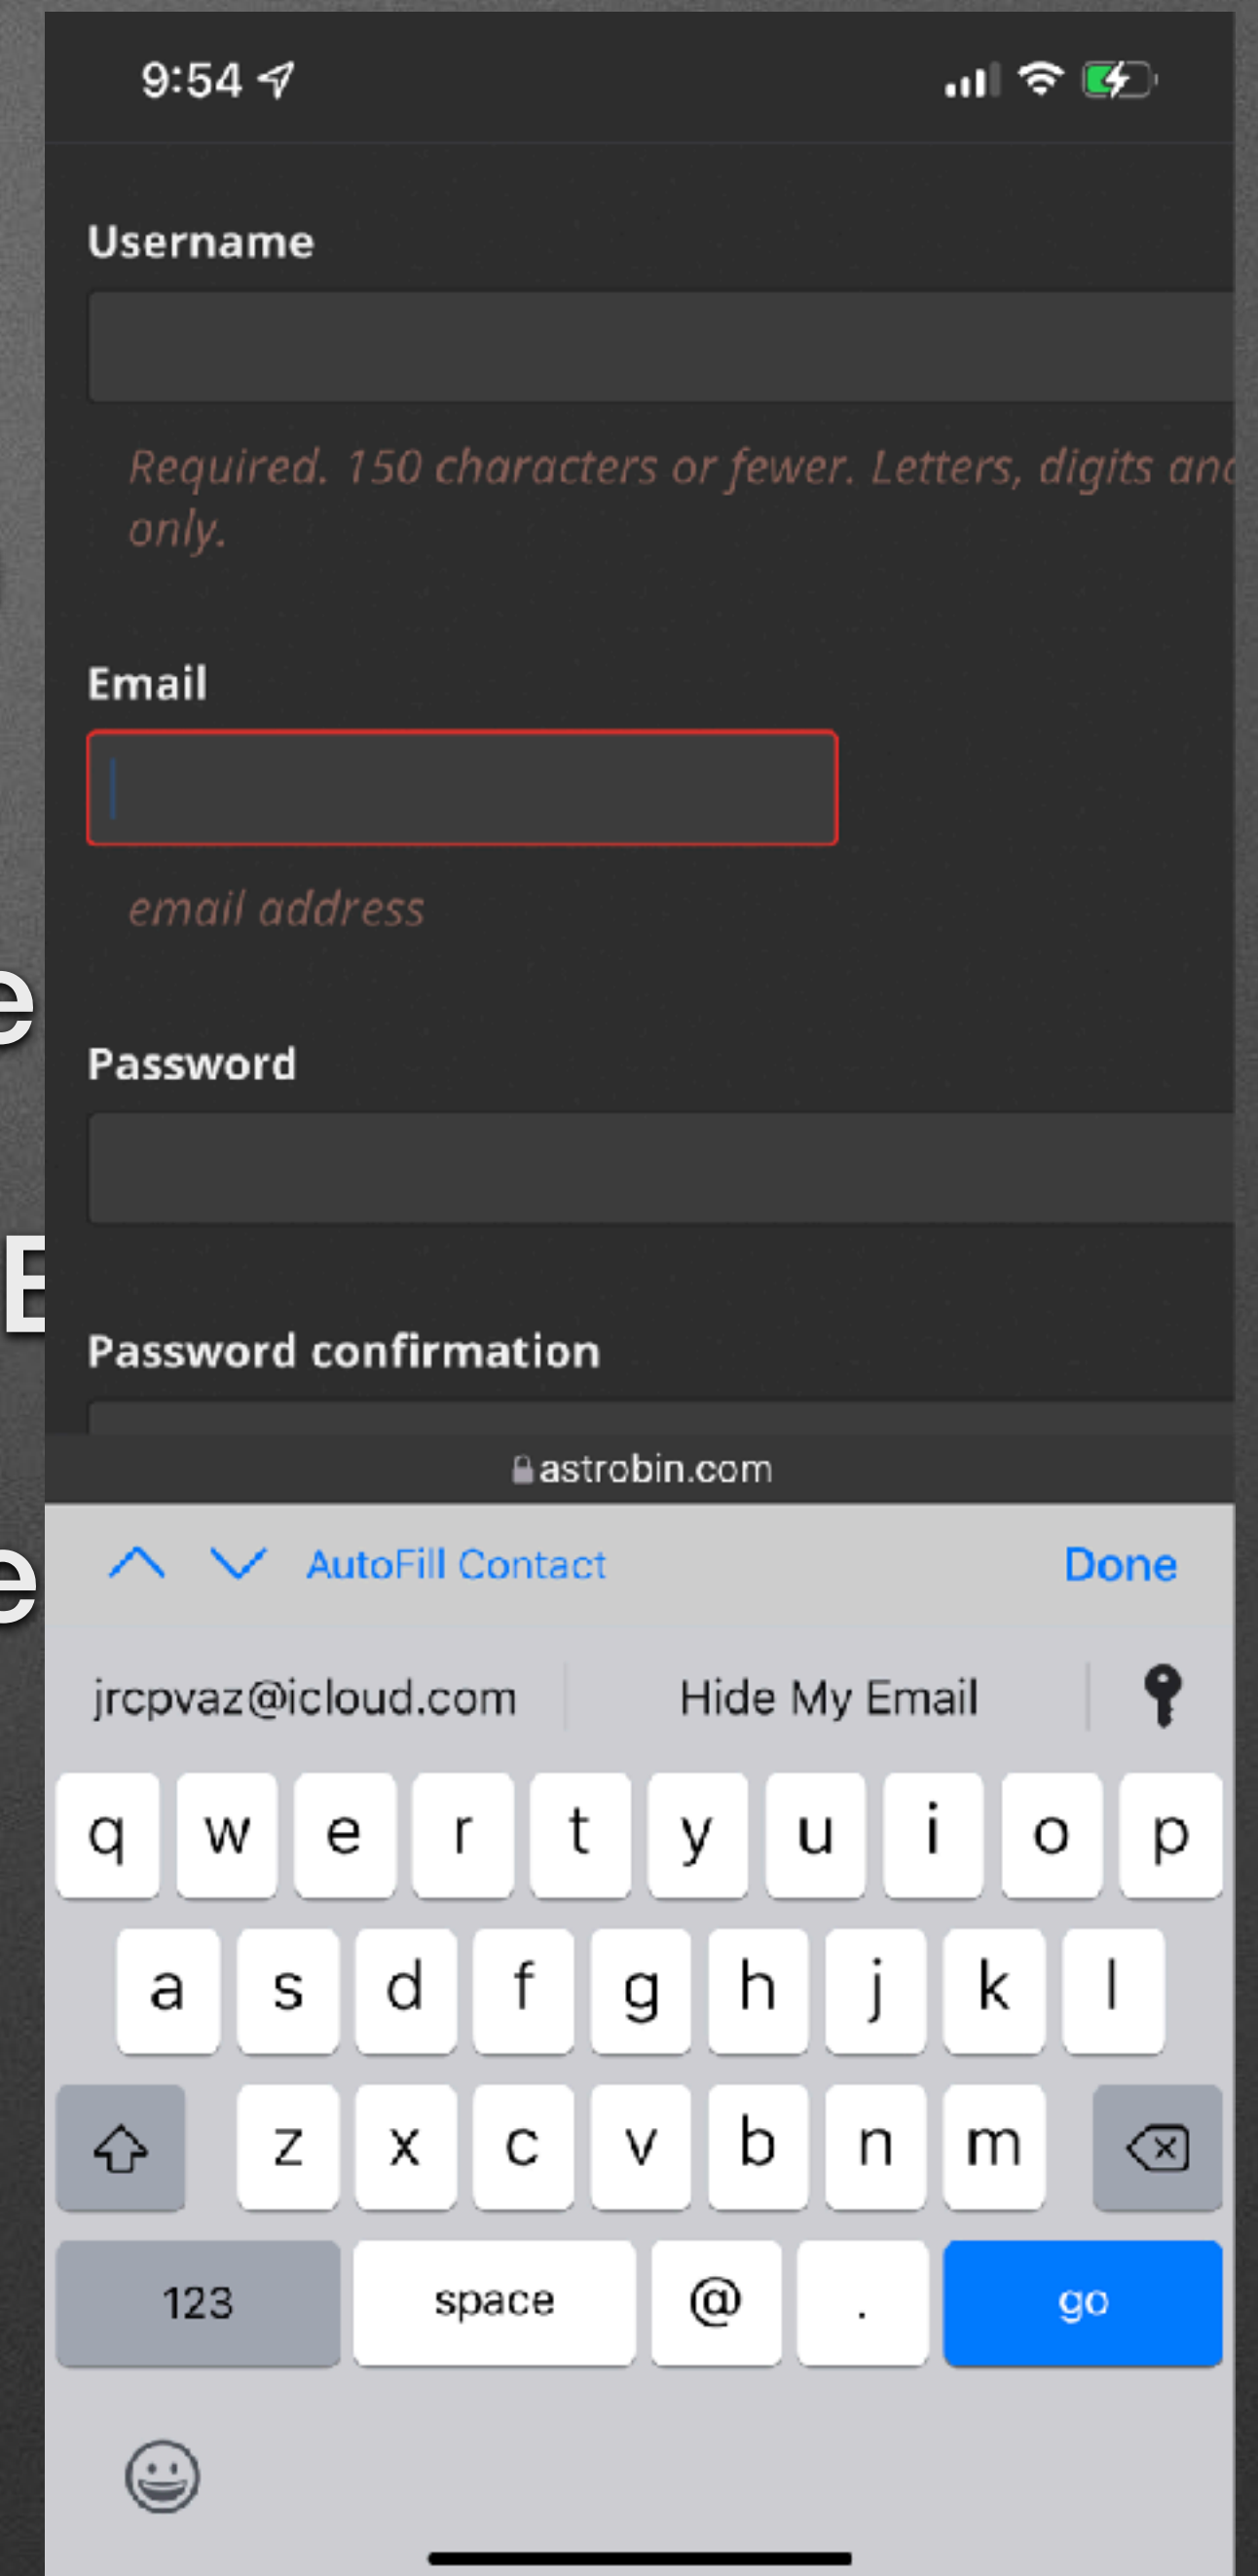 9:54
Username
Required. 150 characters or fewer. Letters, digits and
only.
Email
email address
e
Password
E
Password confirmation
astrobin.com
AutoFill Contact Done
e
jrcpvaz@icloud.com Hide My Email
q w e r t y u i o p
a s d f g h j k l
z x c v b n m
123 space @ . go